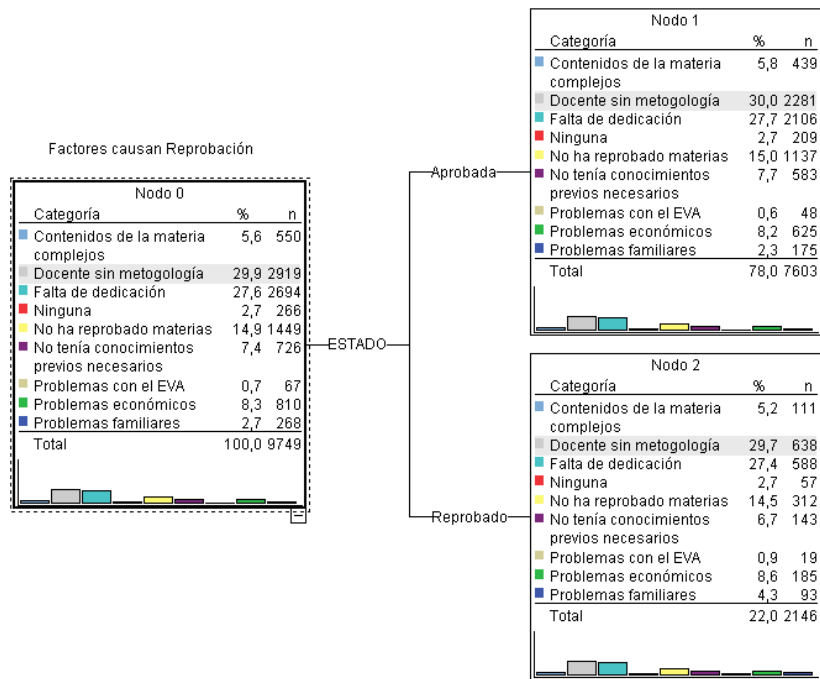 Factores causan Reprobación
Nodo 0
Categoría % n
Contenidos de la materia 5,6 550
complejos
Docente sin metogología 29,9 2919
Falta de dedicación 27,6 2694
Ninguna 2,7 266
No ha reprobado materias 14,9 1449
No tenía conocimientos 7,4 726
previos necesarios
Problemas con el EVA 0,7 67
Problemas económicos 8,3 810
Problemas familiares 2,7 268
Total 100,0 9749
ESTADO
Aprobada
Nodo 1
Categoría % n
Contenidos de la materia 5,8 439
complejos
Docente sin metogología 30,0 2281
Falta de dedicación 27,7 2106
Ninguna 2,7 209
No ha reprobado materias 15,0 1137
No tenía conocimientos 7,7 583
previos necesarios
Problemas con el EVA 0,6 48
Problemas económicos 8,2 625
Problemas familiares 2,3 175
Total 78,0 7603
Reprobado
Nodo 2
Categoría % n
Contenidos de la materia 5,2 111
complejos
Docente sin metogología 29,7 638
Falta de dedicación 27,4 588
Ninguna 2,7 57
No ha reprobado materias 14,5 312
No tenía conocimientos 6,7 143
previos necesarios
Problemas con el EVA 0,9 19
Problemas económicos 8,6 185
Problemas familiares 4,3 93
Total 22,0 2146